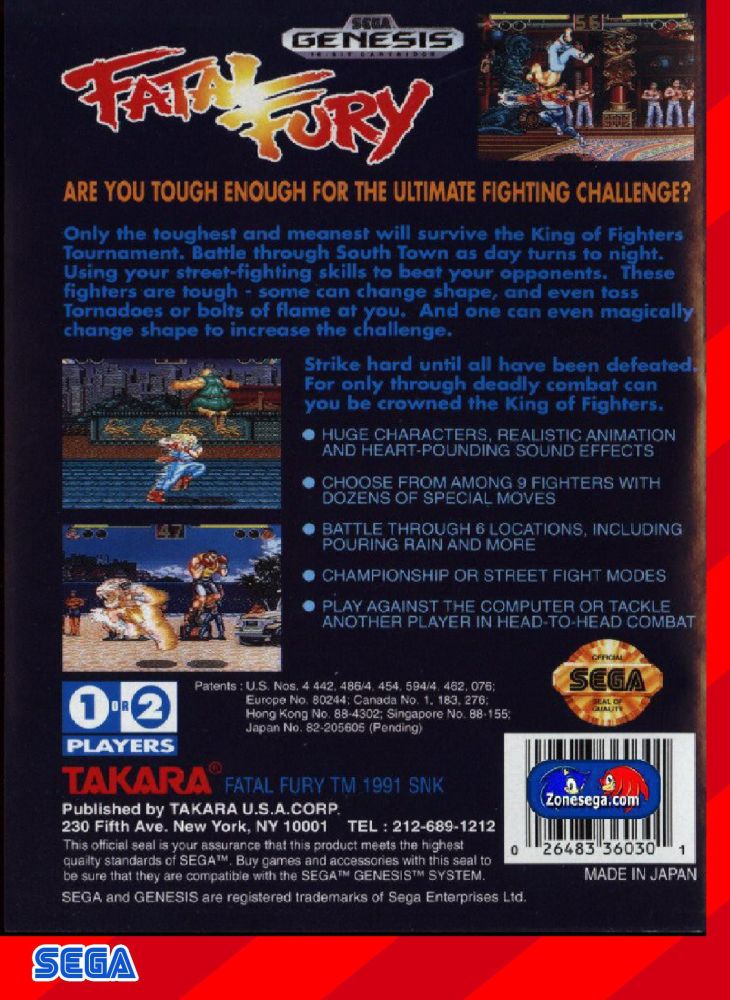 SEGA
GENESIS
16-BIT CARTRIDGE
FATAL FURY
56
ARE YOU TOUGH ENOUGH FOR THE ULTIMATE FIGHTING CHALLENGE?
Only the toughest and meanest will survive the King of Fighters
Tournament. Battle through South Town as day turns to night.
Using your street-fighting skills to beat your opponents. These
fighters are tough - some can change shape, and even toss
Tornadoes or bolts of flame at you. And one can even magically
change shape to increase the challenge.
Strike hard until all have been defeated.
For only through deadly combat can
you be crowned the King of Fighters.
● HUGE CHARACTERS, REALISTIC ANIMATION
AND HEART-POUNDING SOUND EFFECTS
● CHOOSE FROM AMONG 9 FIGHTERS WITH
DOZENS OF SPECIAL MOVES
● BATTLE THROUGH 6 LOCATIONS, INCLUDING
POURING RAIN AND MORE
● CHAMPIONSHIP OR STREET FIGHT MODES
● PLAY AGAINST THE COMPUTER OR TACKLE
ANOTHER PLAYER IN HEAD-TO-HEAD COMBAT
47
OFFICIAL
SEGA
SEAL OF
QUALITY
1 OR 2
PLAYERS
Patents : U.S. Nos. 4 442, 486/4, 454, 594/4, 462, 076;
Europe No. 80244; Canada No. 1, 183, 276;
Hong Kong No. 88-4302; Singapore No. 88-155;
Japan No. 82-205605 (Pending)
TAKARA® FATAL FURY TM 1991 SNK
Published by TAKARA U.S.A.CORP.
230 Fifth Ave. New York, NY 10001 TEL : 212-689-1212
This official seal is your assurance that this product meets the highest
quality standards of SEGA™. Buy games and accessories with this seal to
be sure that they are compatible with the SEGA™ GENESIS™ SYSTEM.
SEGA and GENESIS are registered trademarks of Sega Enterprises Ltd.
Zonesega.com
0 26483 36030 1
MADE IN JAPAN
SEGA